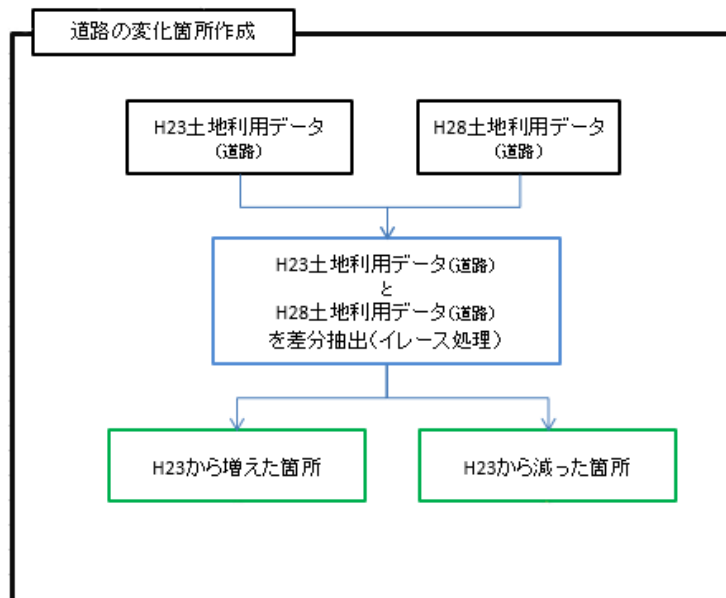 道路の変化箇所作成
H23土地利用データ
(道路)
H28土地利用データ
(道路)
H23土地利用データ(道路)
と
H28土地利用データ(道路)
を差分抽出(イレース処理)
H23から増えた箇所
H23から減った箇所